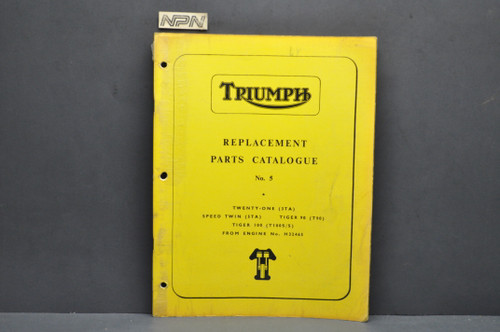 NPN
TRIUMPH
REPLACEMENT
PARTS CATALOGUE
No. 5
TWENTY-ONE (3TA)
SPEED TWIN (5TA) TIGER 90 (T90)
TIGER 100 (T100S/S)
FROM ENGINE No. H32465